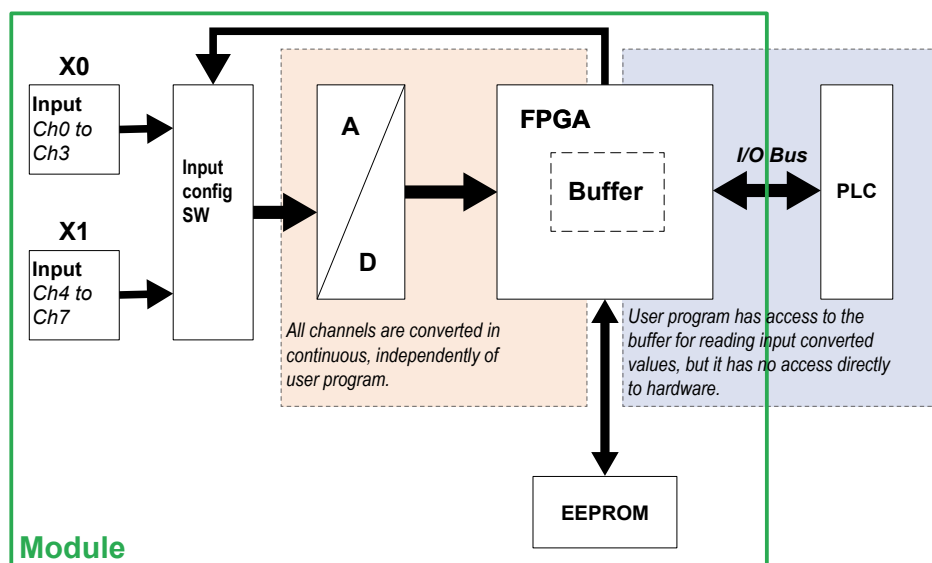 X0
Input
Ch0 to
Ch3
X1
Input
Ch4 to
Ch7
Input
config
SW
A
D
All channels are converted in
continuous, independently of
user program.
FPGA
Buffer
I/O Bus
PLC
User program has access to the
buffer for reading input converted
values, but it has no access directly
to hardware.
EEPROM
Module